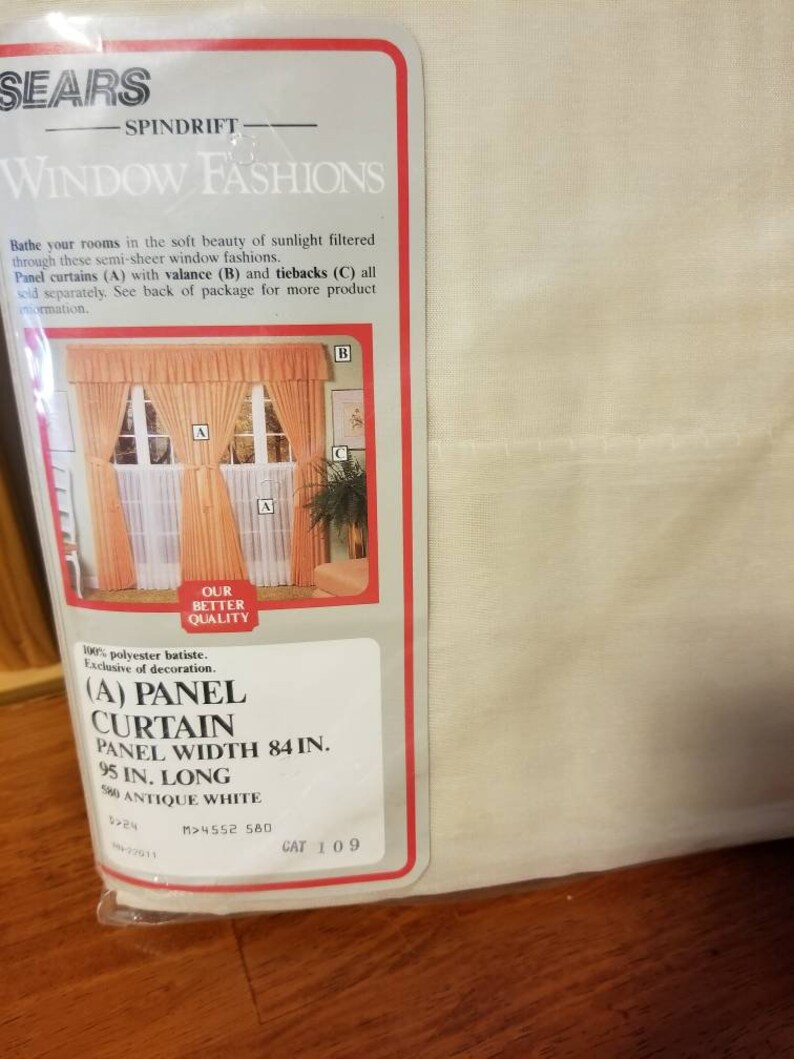 SEARS
SPINDRIFT
WINDOW FASHIONS
Bathe your rooms in the soft beauty of sunlight filtered
through these semi-sheer window fashions.
Panel curtains (A) with valance (B) and tiebacks (C) all
sold separately. See back of package for more product
information.
B
A
C
A
OUR
BETTER
QUALITY
100% polyester batiste.
Exclusive of decoration.
(A) PANEL
CURTAIN
PANEL WIDTH 84 IN.
95 IN. LONG
580 ANTIQUE WHITE
D>24 M>4552 580
CAT 109